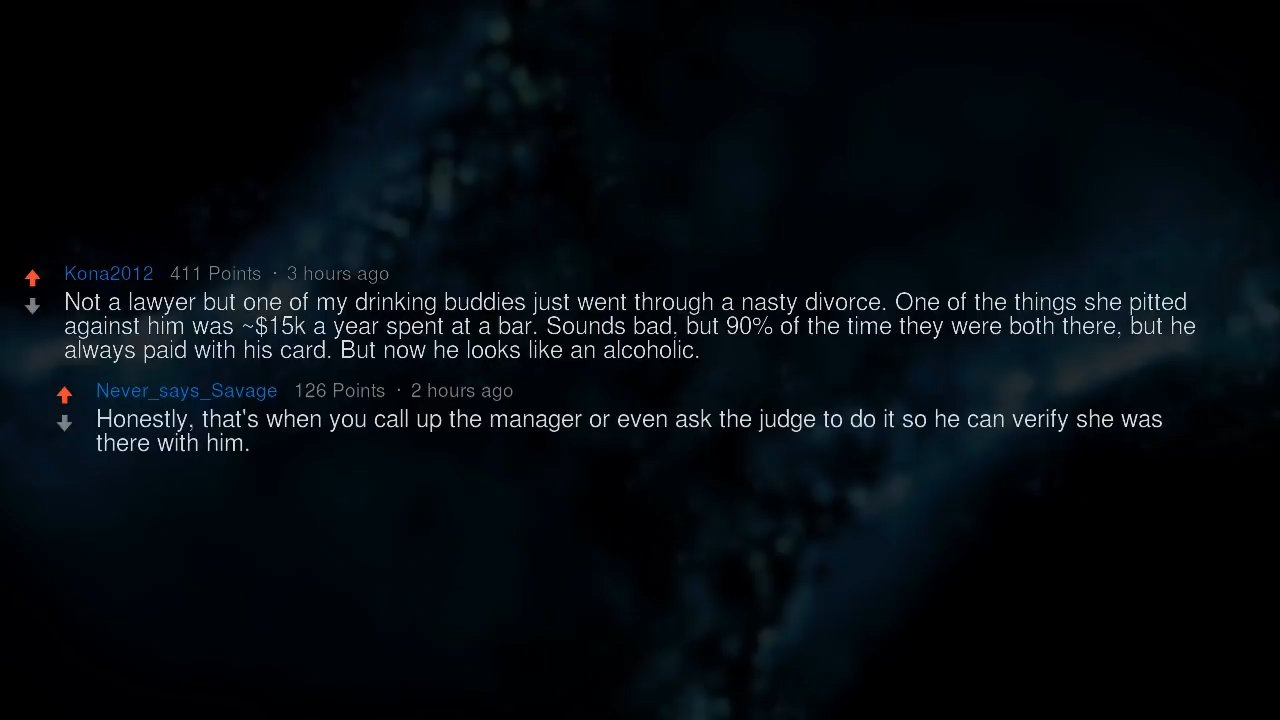 Kona2012 411 Points · 3 hours ago
Not a lawyer but one of my drinking buddies just went through a nasty divorce. One of the things she pitted
against him was ~$15k a year spent at a bar. Sounds bad, but 90% of the time they were both there, but he
always paid with his card. But now he looks like an alcoholic.
Never_says_Savage 126 Points · 2 hours ago
Honestly, that's when you call up the manager or even ask the judge to do it so he can verify she was
there with him.